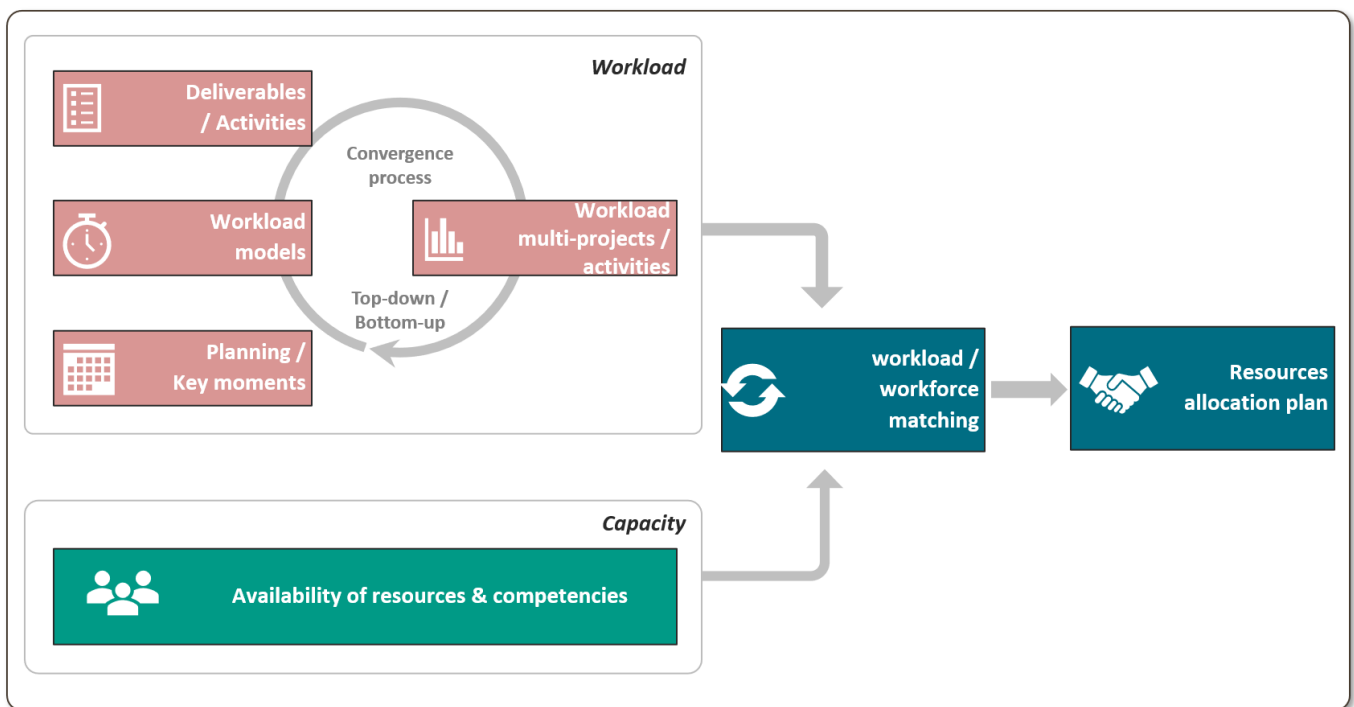 Workload
Deliverables
/ Activities
Convergence
process
Workload
models
Workload
multi-projects /
activities
Top-down /
Bottom-up
Planning /
Key moments
workload /
workforce
matching
Resources
allocation plan
Capacity
Availability of resources & competencies